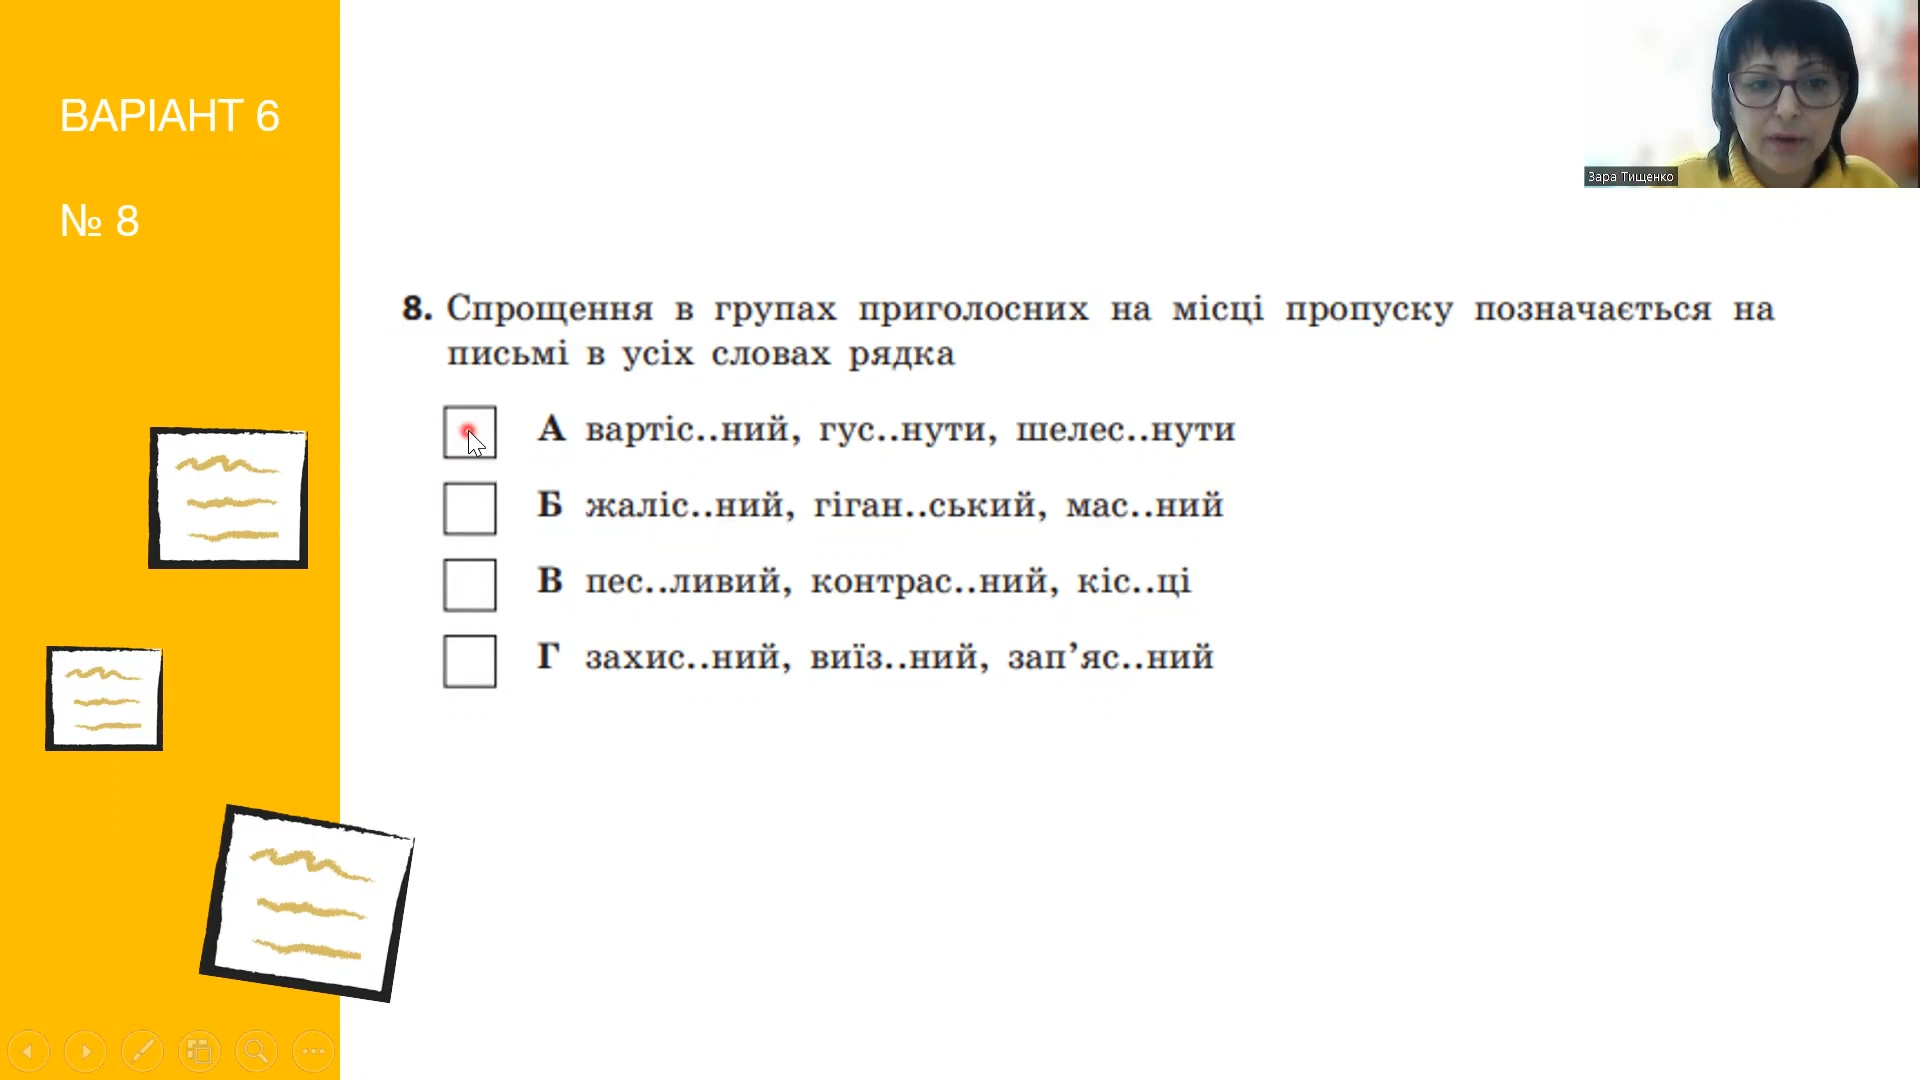 ВАРІАНТ 6
№ 8
Зара Тищенко
8. Спрощення в групах приголосних на місці пропуску позначається на
письмі в усіх словах рядка
А вартіс..ний, гус..нути, шелес..нути
Б жаліс..ний, гіган..ський, мас..ний
В пес..ливий, контрас..ний, кіс..ці
Г захис..ний, виїз..ний, зап’яс..ний